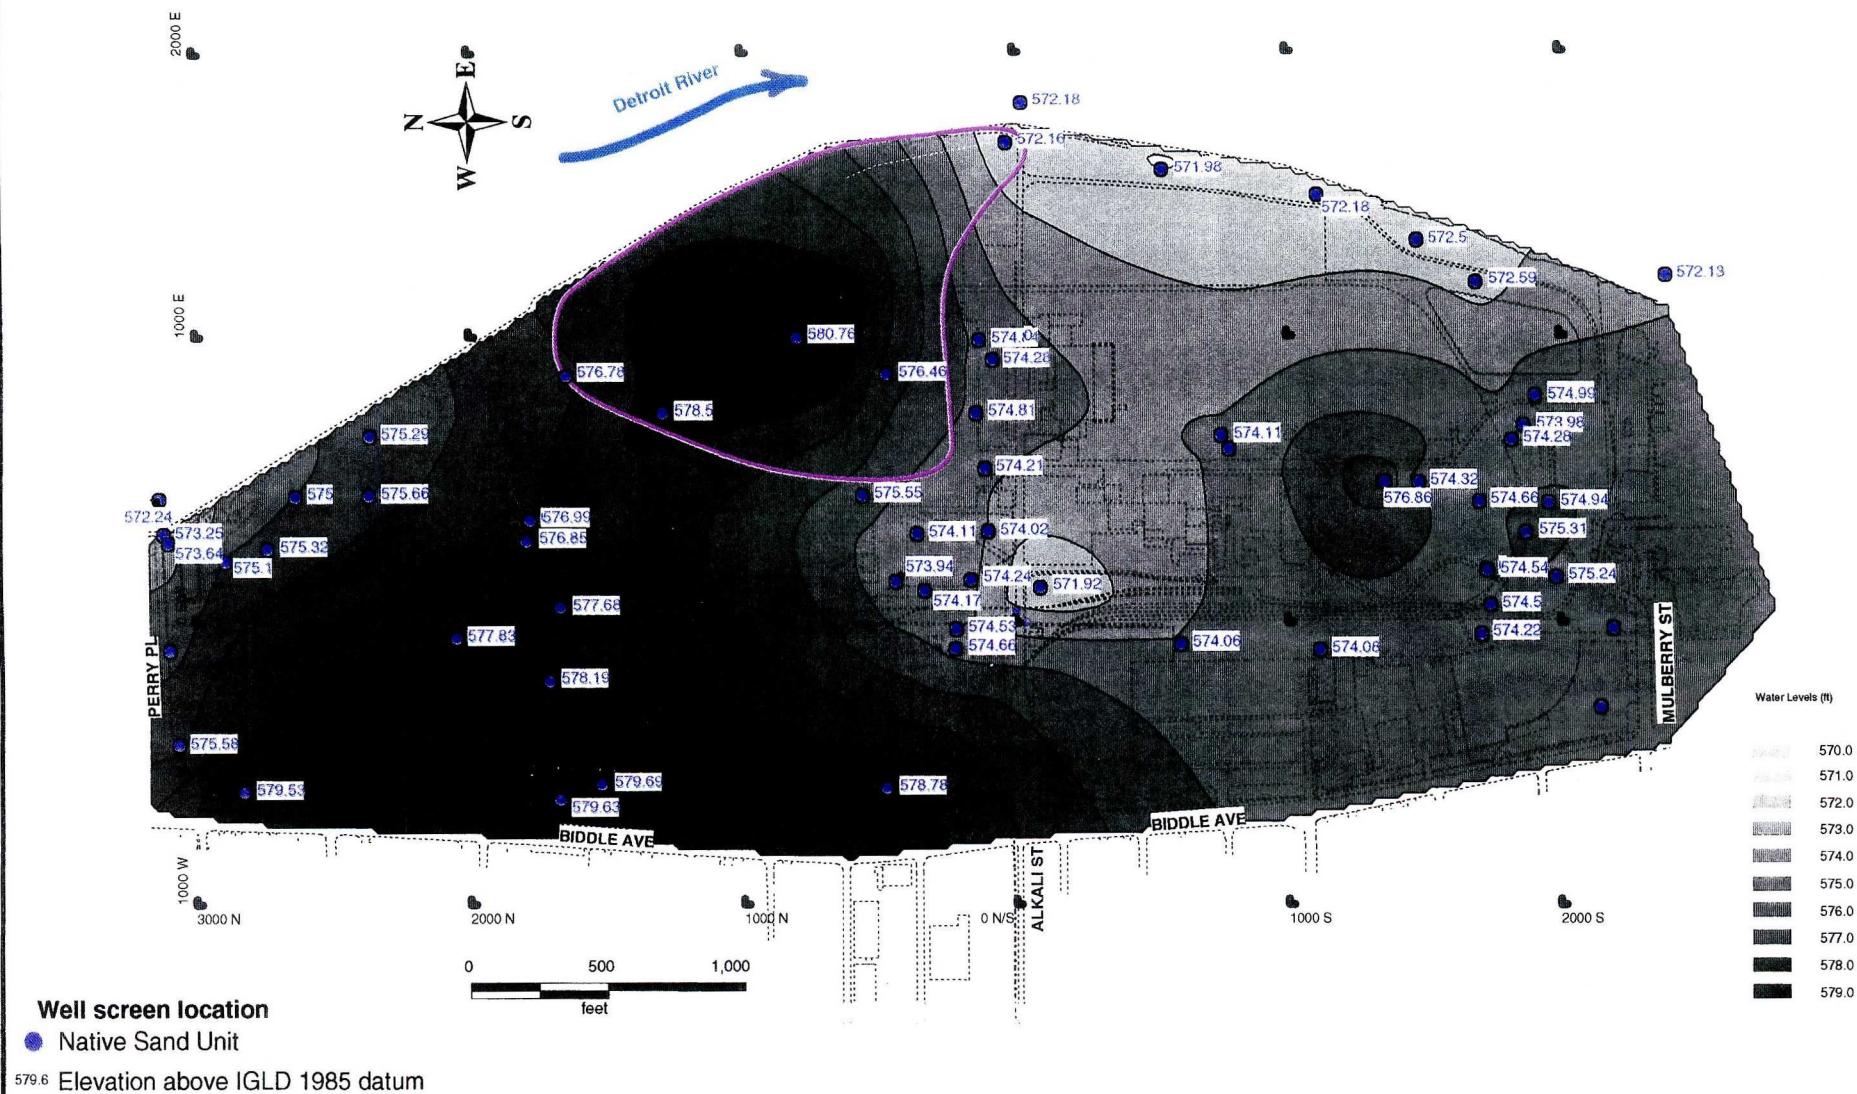 2000 E
Detroit River
E
N
S
W
572.18
572.16
571.98
572.18
572.5
572.59
572.13
1000 E
580.76
576.78
576.46
578.5
574.28
574.81
574.21
575.29
575
575.66
572.24
573.25
573.64
575.1
575.32
576.99
576.85
575.55
574.11
574.02
573.94
574.24
574.17
571.92
574.53
574.66
577.68
577.83
578.19
574.11
574.99
573.98
574.28
574.32
576.86
574.66
574.94
575.31
574.54
575.24
574.5
574.22
574.06
574.06
PERRY PL
MULBERRY ST
575.58
579.53
579.69
579.63
578.78
BIDDLE AVE
BIDDLE AVE
ALKALI ST
1000 W
3000 N
2000 N
1000 N
0 N/S
1000 S
2000 S
0
500
1,000
feet
Water Levels (ft)
570.0
571.0
572.0
573.0
574.0
575.0
576.0
577.0
578.0
579.0
Well screen location
Native Sand Unit
579.6 Elevation above IGLD 1985 datum